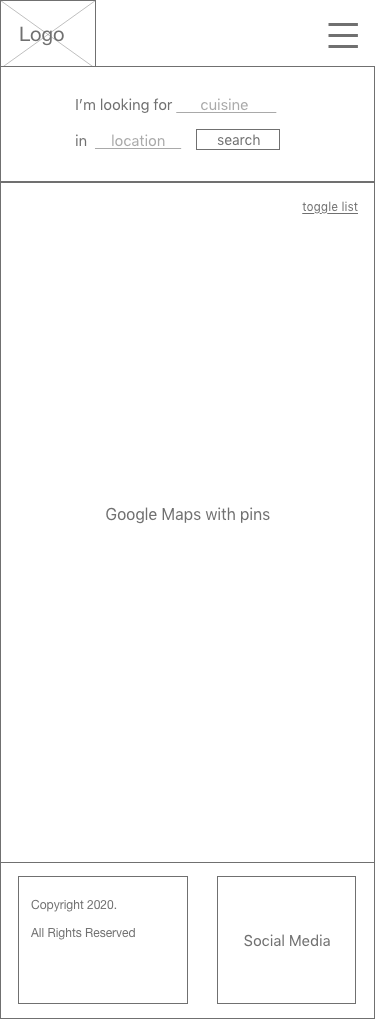 Logo
I'm looking for cuisine
in location search
toggle list
Google Maps with pins
Copyright 2020.
All Rights Reserved
Social Media